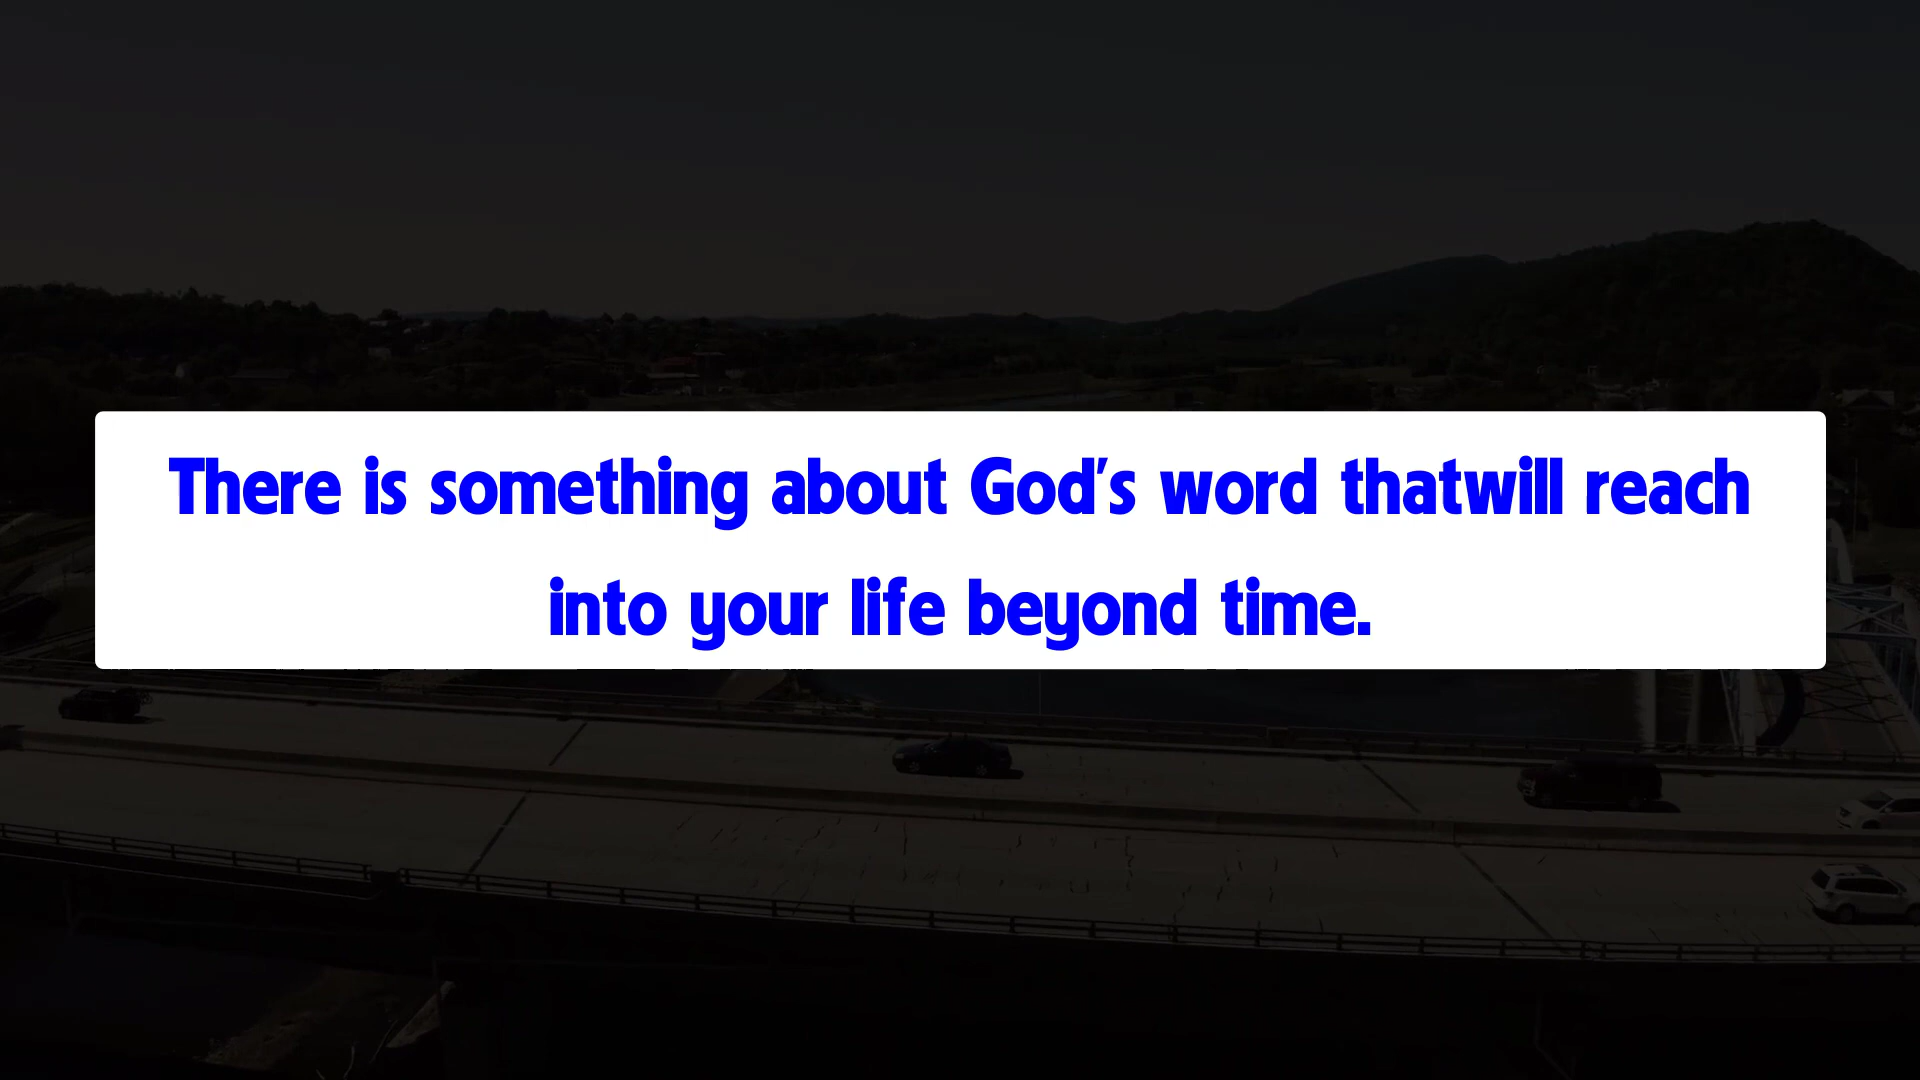 There is something about God's word thatwill reach
into your life beyond time.